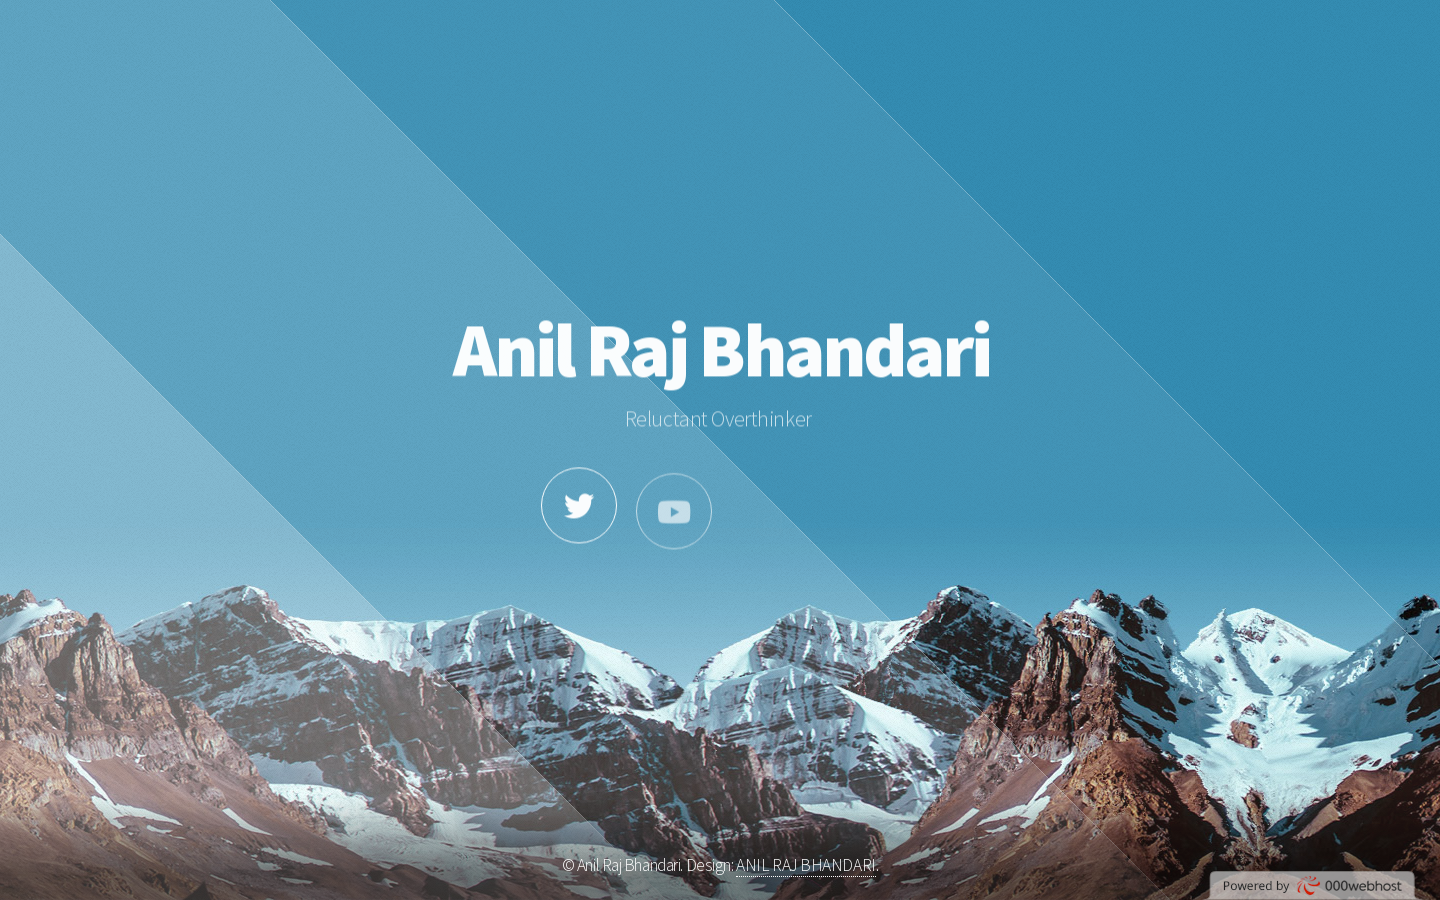 Anil Raj Bhandari
Reluctant Overthinker
© Anil Raj Bhandari. Design: ANIL RAJ BHANDARI.
Powered by 000webhost